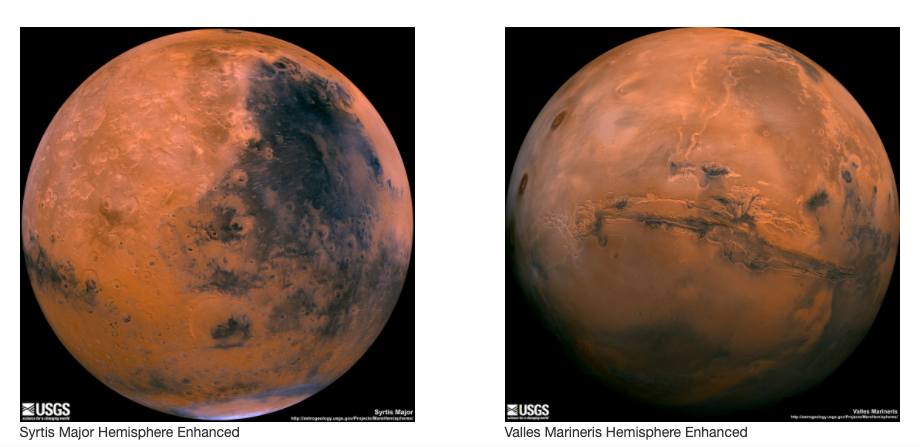 USGS
science for a changing world
Syrtis Major
http://astrogeology.usgs.gov/Projects/MarsHemispheres/
Syrtis Major Hemisphere Enhanced
USGS
science for a changing world
Valles Marineris
http://astrogeology.usgs.gov/Projects/MarsHemispheres/
Valles Marineris Hemisphere Enhanced